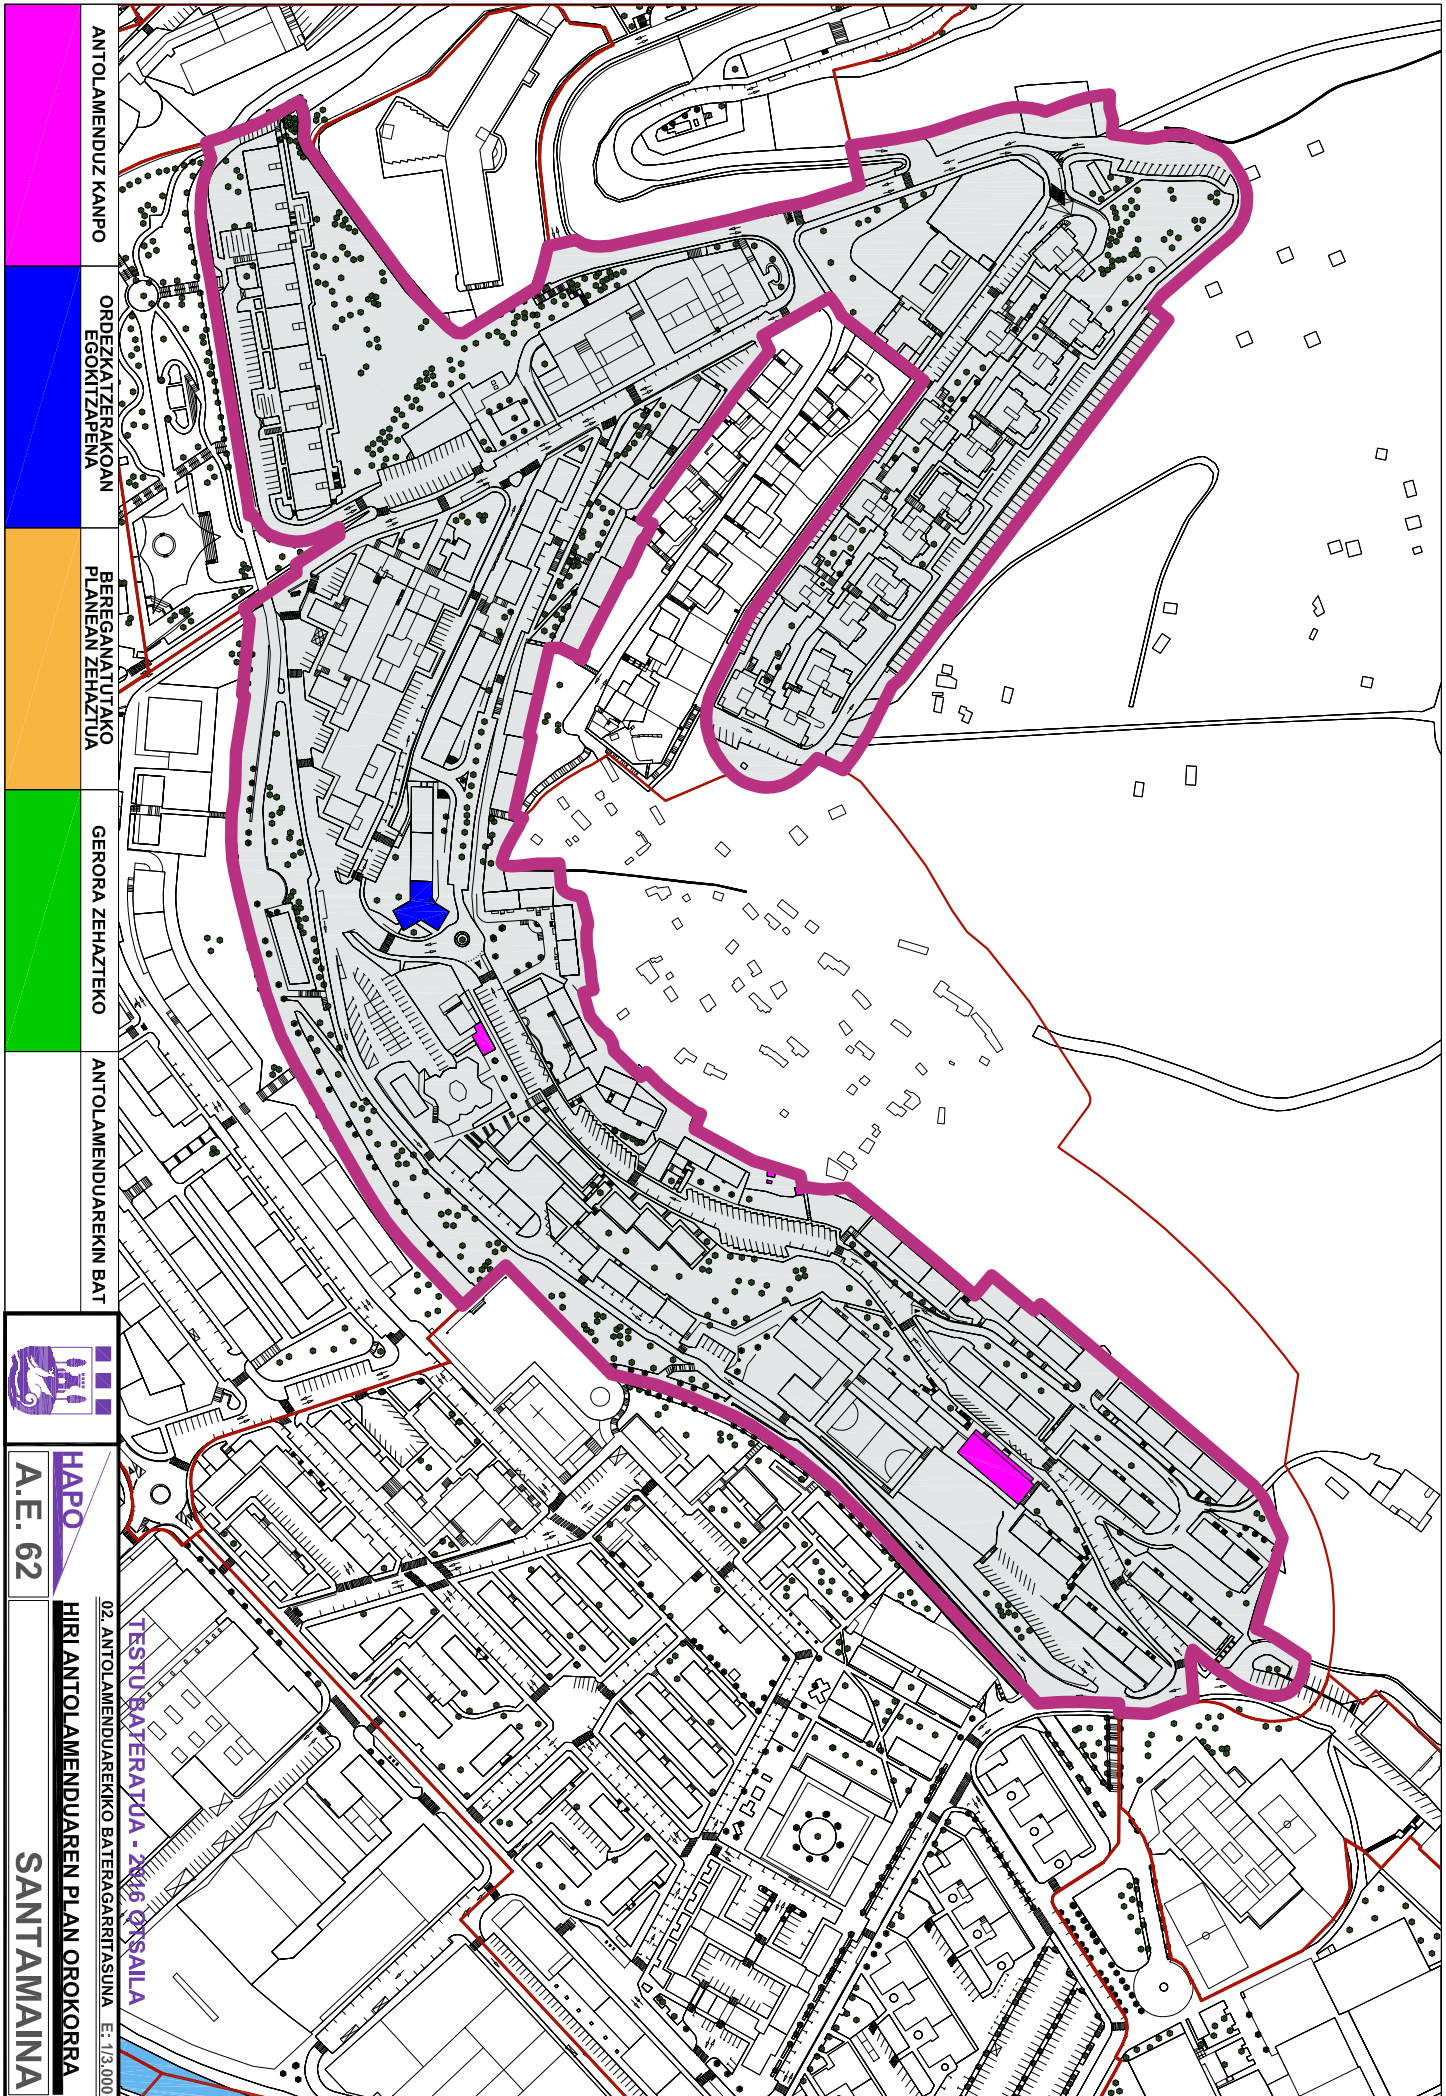 ANTOLAMENDUZ KANPO
ORDEZKATZERAKOAN
EGOKITZAPENA
BEREGANATUTAKO
PLANEAN ZEHAZTUA
GERORA ZEHAZTEKO
ANTOLAMENDUAREKIN BAT
HAPO
A.E. 62
TESTU BATERATUA - 2016 OTSAILA
02. ANTOLAMENDUAREKIKO BATERAGARRITASUNA E: 1/3.000
HIRI ANTOLAMENDUAREN PLAN OROKORRA
SANTAMAINA